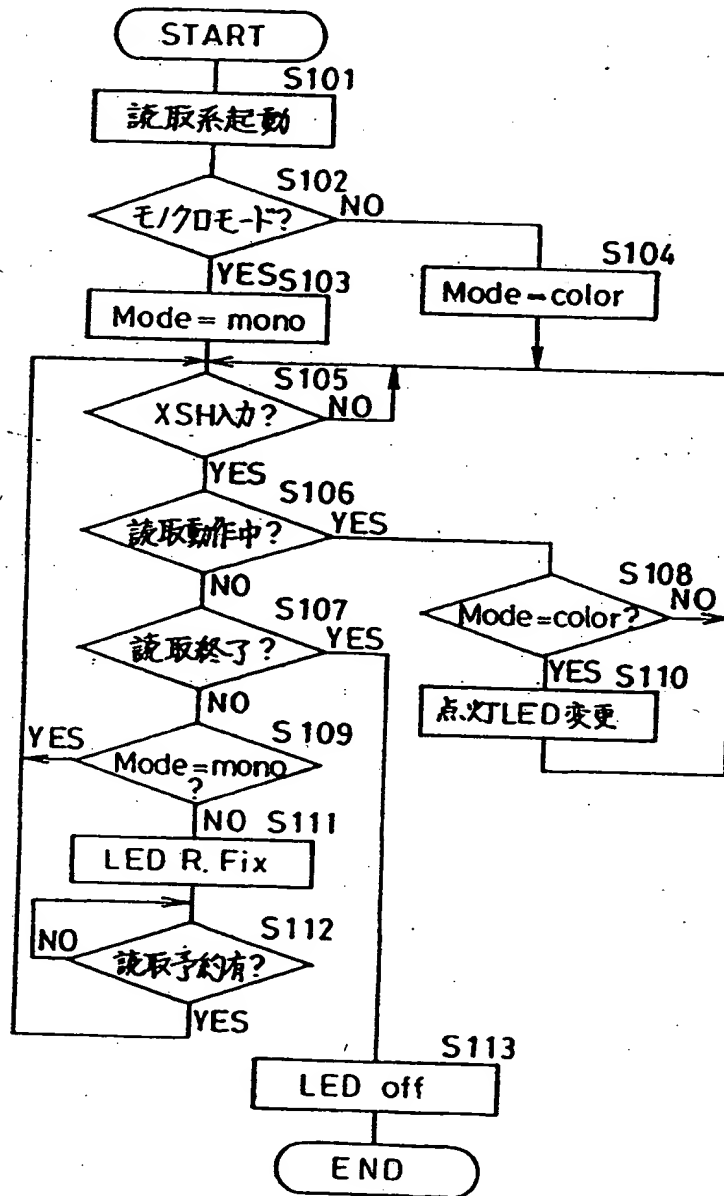 START
S101
読取系起動
S102
モノクロモード?
NO
YES
S103
S104
Mode=mono
Mode=color
S105
XSH入力?
NO
YES
S106
読取動作中?
YES
NO
S107
S108
Mode=color?
NO
読取終了?
YES
YES
S110
NO
点灯LED変更
S109
YES
Mode=mono
?
NO
S111
LED R. Fix
S112
NO
読取予約有?
YES
S113
LED off
END